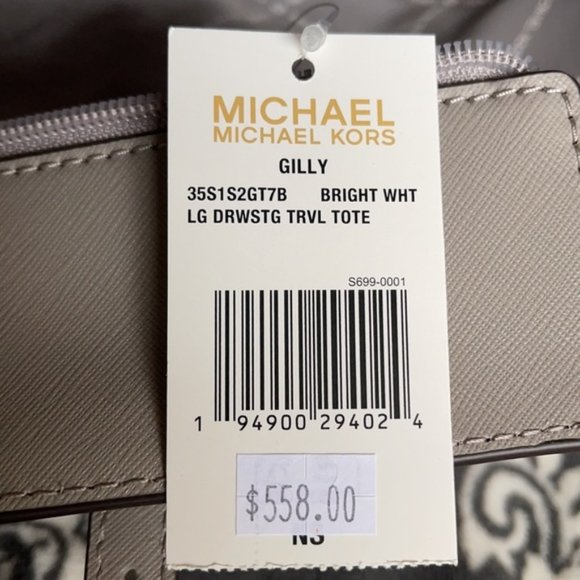 MICHAEL
MICHAEL KORS
GILLY
35S1S2GT7B BRIGHT WHT
LG DRWSTG TRVL TOTE
S699-0001
1 94900 29402 4
$558.00
NS